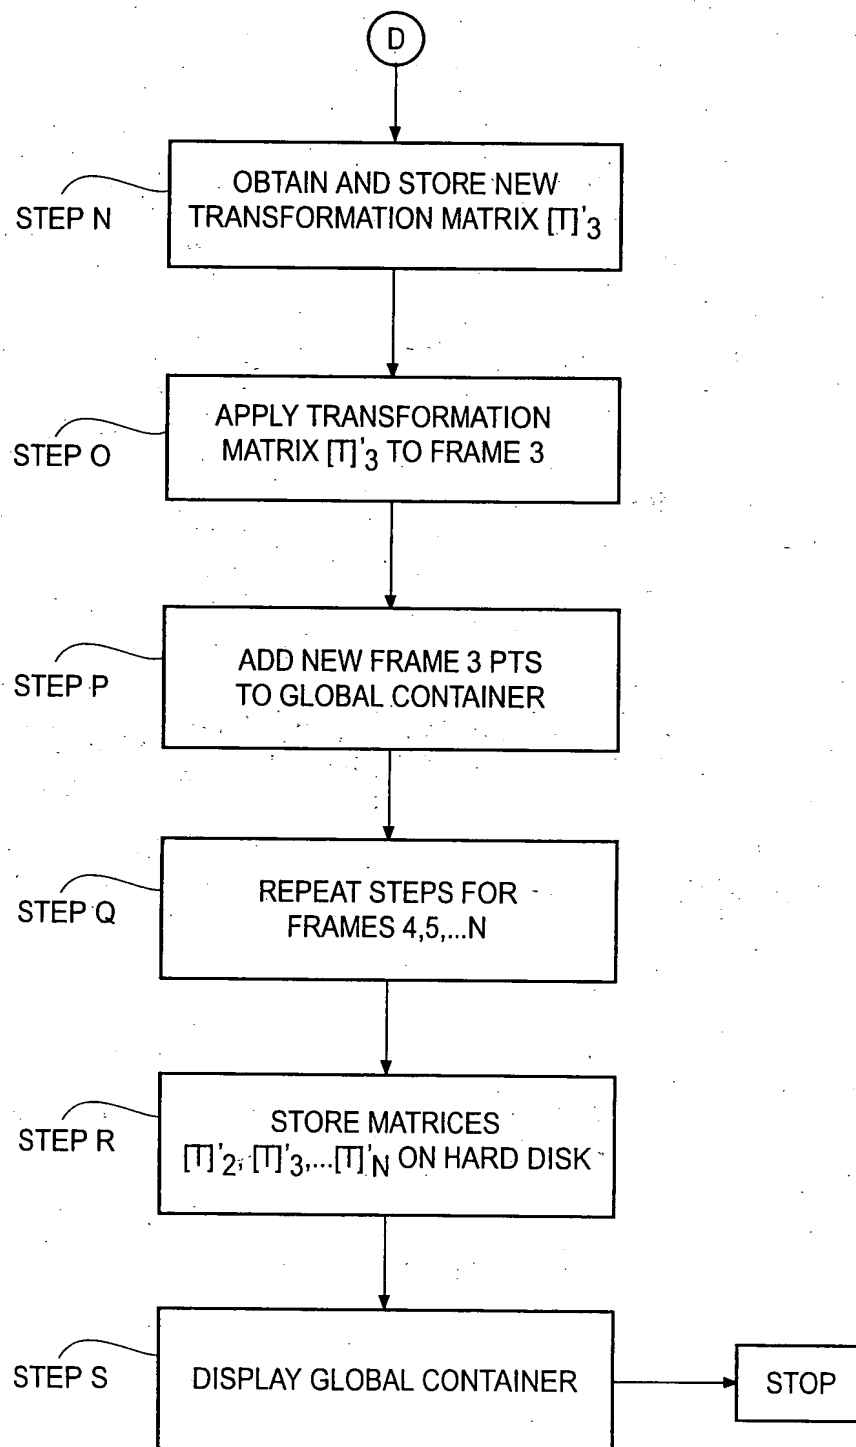 D
STEP N
OBTAIN AND STORE NEW
TRANSFORMATION MATRIX [T]'3
STEP O
APPLY TRANSFORMATION
MATRIX [T]'3 TO FRAME 3
STEP P
ADD NEW FRAME 3 PTS
TO GLOBAL CONTAINER
STEP Q
REPEAT STEPS FOR
FRAMES 4,5,...N
STEP R
STORE MATRICES
[T]'2, [T]'3,...[T]'N ON HARD DISK
STEP S
DISPLAY GLOBAL CONTAINER
STOP